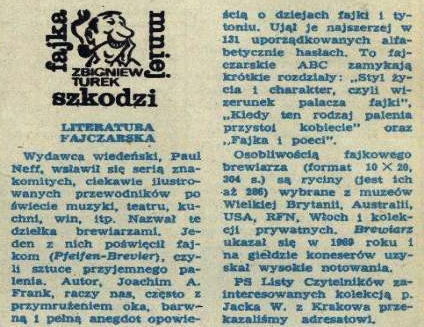 fajka
mniej
ZBIGNIEW
TUREK
szkodzi
LITERATURA
FAJCZARSKA
Wydawca wiedeński, Paul
Neff, wsławił się serią zna-
komitych, ciekawie ilustro-
wanych przewodników po
świecie muzyki, teatru, ku-
chni, win, itp. Nazwał te
dziełka brewiarzami. Je-
den z nich poświęcił faj-
kom (Pfeifen-Brevier), czy-
li sztuce przyjemnego pa-
lenia. Autor, Joachim A.
Frank, raczy nas, często z
przymrużeniem oka, barw-
ną i pełną anegdot opowie-
ścią o dziejach fajki i ty-
toniu. Ujął je najszerzej w
131 uporządkowanych alfa-
betycznie hasłach. To faj-
czarskie ABC zamykają
krótkie rozdziały: „Styl ży-
cia i charakter, czyli wi-
zerunek palacza fajki",
„Kiedy ten rodzaj palenia
przystoi kobiecie" oraz
„Fajka i poeci".
Osobliwością fajkowego
brewiarza (format 10 × 20,
304 s.) są ryciny (jest ich
aż 286) wybrane z muzeów
Wielkiej Brytanii, Australii,
USA, RFN, Włoch i kolek-
cji prywatnych. Brewiarz
ukazał się w 1969 roku i
na giełdzie koneserów uzy-
skał wysokie notowania.
PS Listy Czytelników za-
interesowanych kolekcją p.
Jacka W. z Krakowa prze-
kazaliśmy adresatowi.